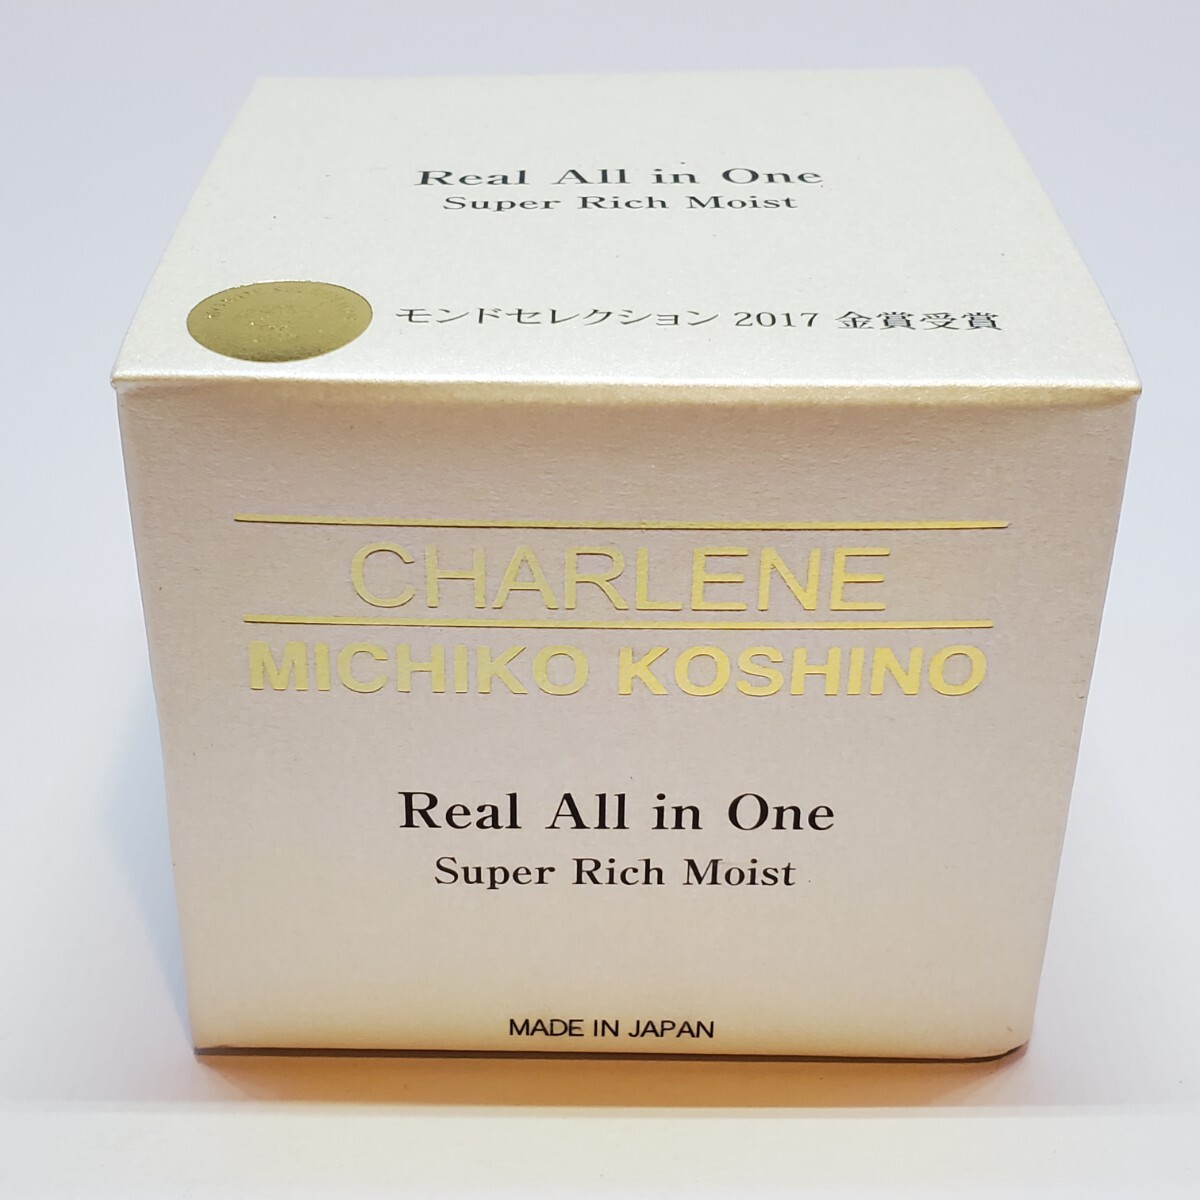 Real All in One
Super Rich Moist
モンドセレクション 2017 金賞受賞
CHARLENE
MICHIKO KOSHINO
Real All in One
Super Rich Moist
MADE IN JAPAN